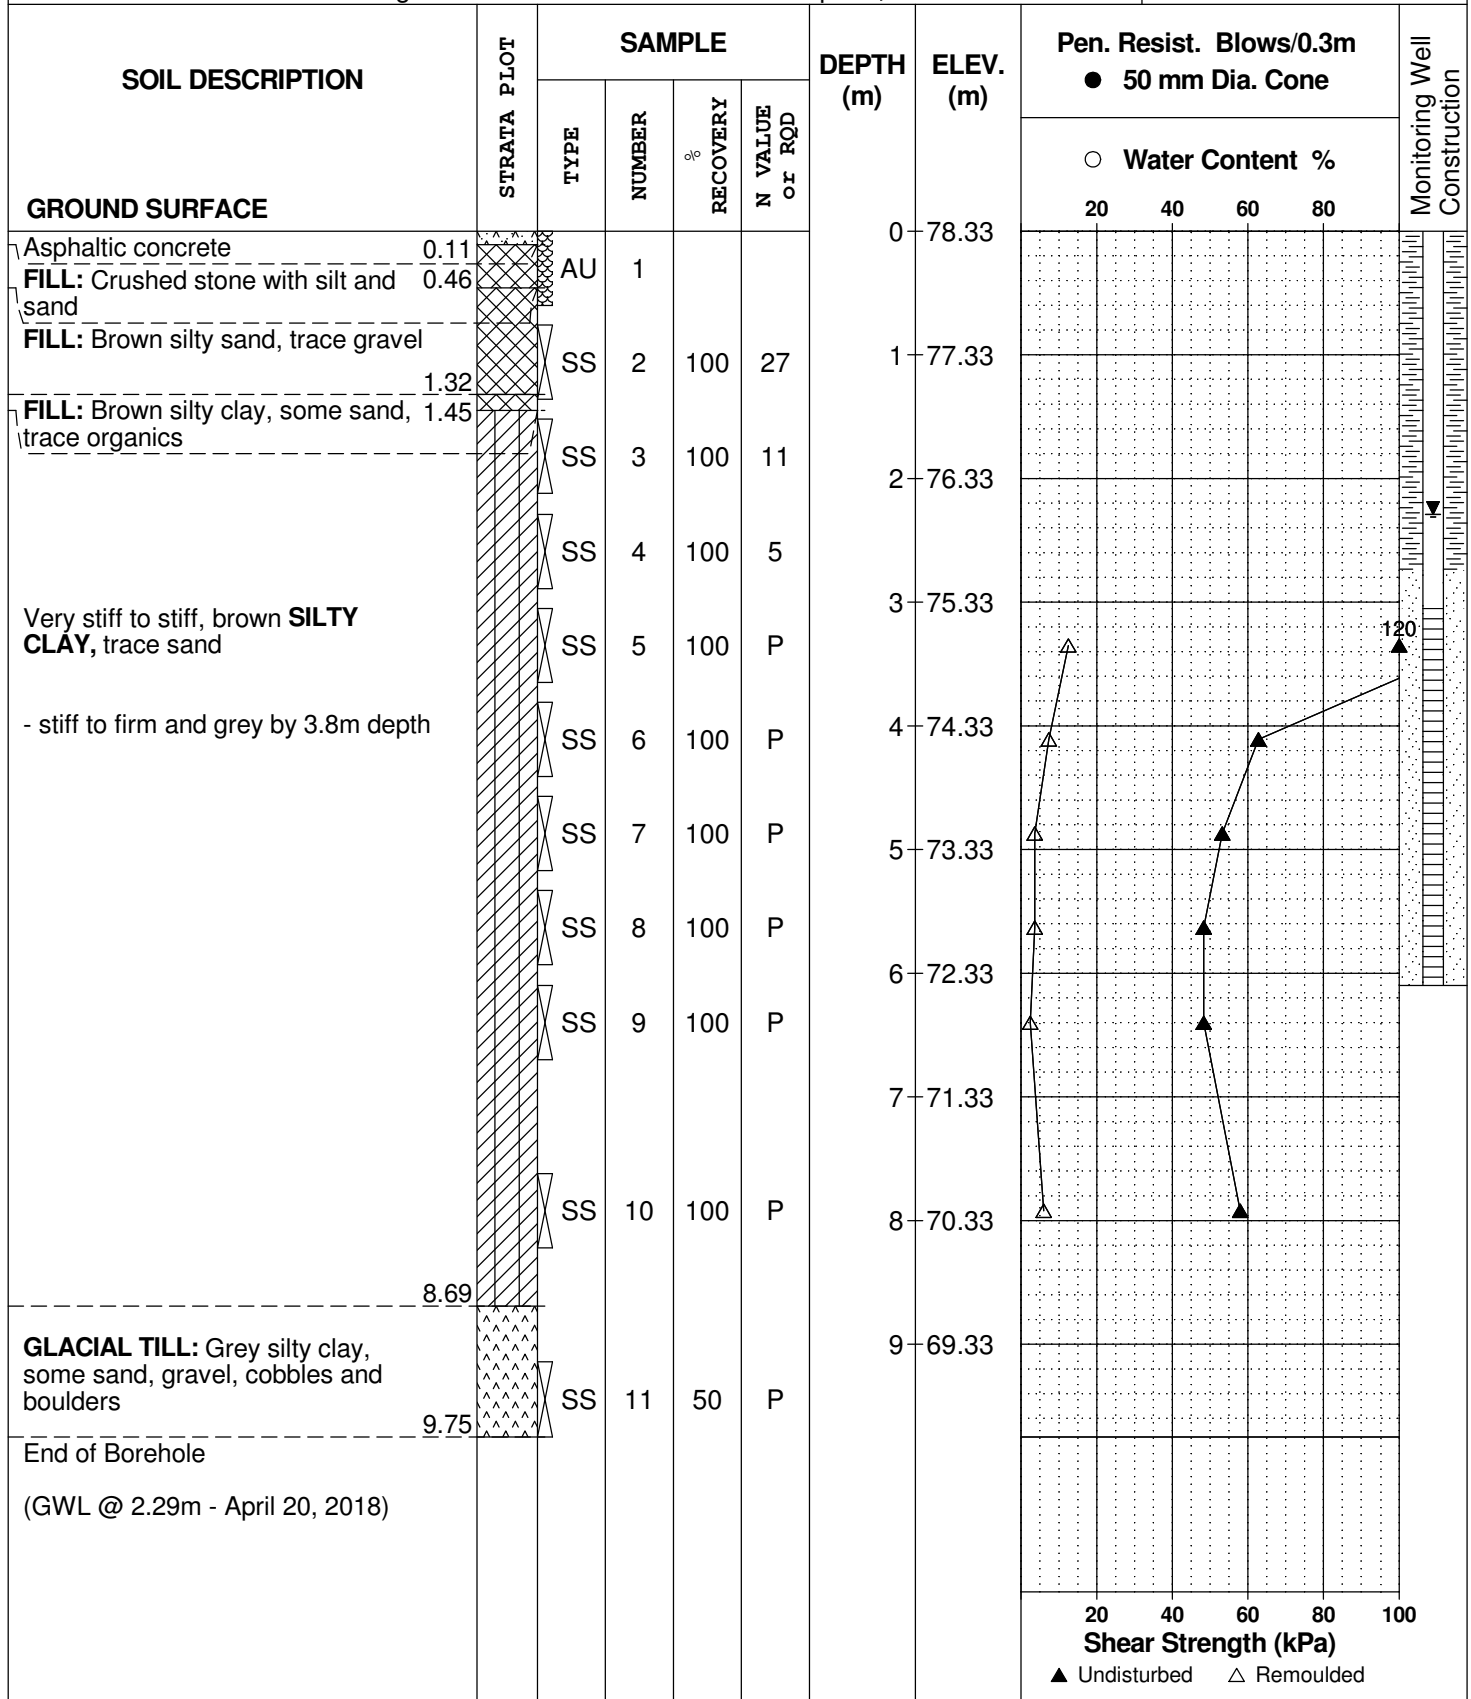 SOIL DESCRIPTION
GROUND SURFACE
STRATA PLOT
SAMPLE
TYPE
NUMBER
% RECOVERY
N VALUE or RQD
DEPTH (m)
ELEV. (m)
Pen. Resist. Blows/0.3m
● 50 mm Dia. Cone
○ Water Content %
20 40 60 80
Monitoring Well Construction
0 78.33
Asphaltic concrete 0.11
AU 1
FILL: Crushed stone with silt and 0.46
sand
FILL: Brown silty sand, trace gravel
SS 2 100 27
1 77.33
1.32
FILL: Brown silty clay, some sand, 1.45
trace organics
SS 3 100 11
2 76.33
SS 4 100 5
3 75.33
Very stiff to stiff, brown SILTY
CLAY, trace sand
SS 5 100 P
120
- stiff to firm and grey by 3.8m depth
4 74.33
SS 6 100 P
SS 7 100 P
5 73.33
SS 8 100 P
6 72.33
SS 9 100 P
7 71.33
SS 10 100 P
8 70.33
8.69
GLACIAL TILL: Grey silty clay,
some sand, gravel, cobbles and
boulders
9 69.33
SS 11 50 P
9.75
End of Borehole
(GWL @ 2.29m - April 20, 2018)
20 40 60 80 100
Shear Strength (kPa)
▲ Undisturbed △ Remoulded